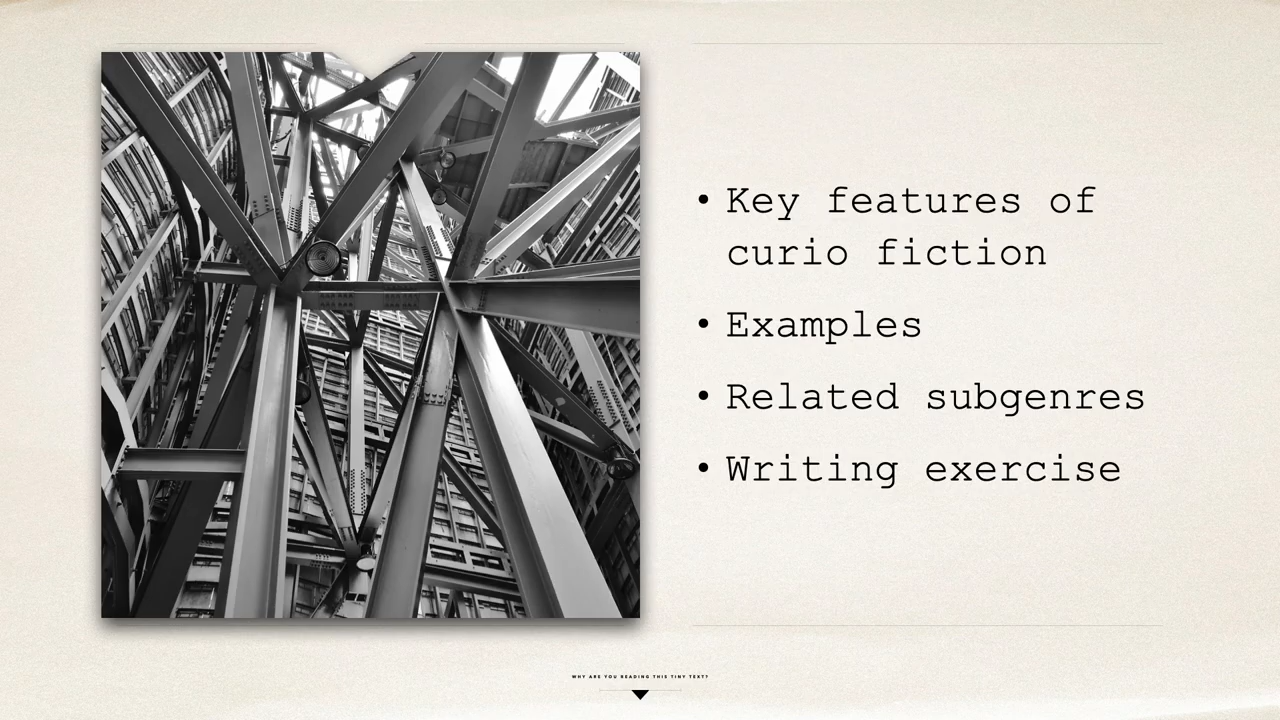 • Key features of
curio fiction
• Examples
• Related subgenres
• Writing exercise
WHY ARE YOU READING THIS TINY TEXT?